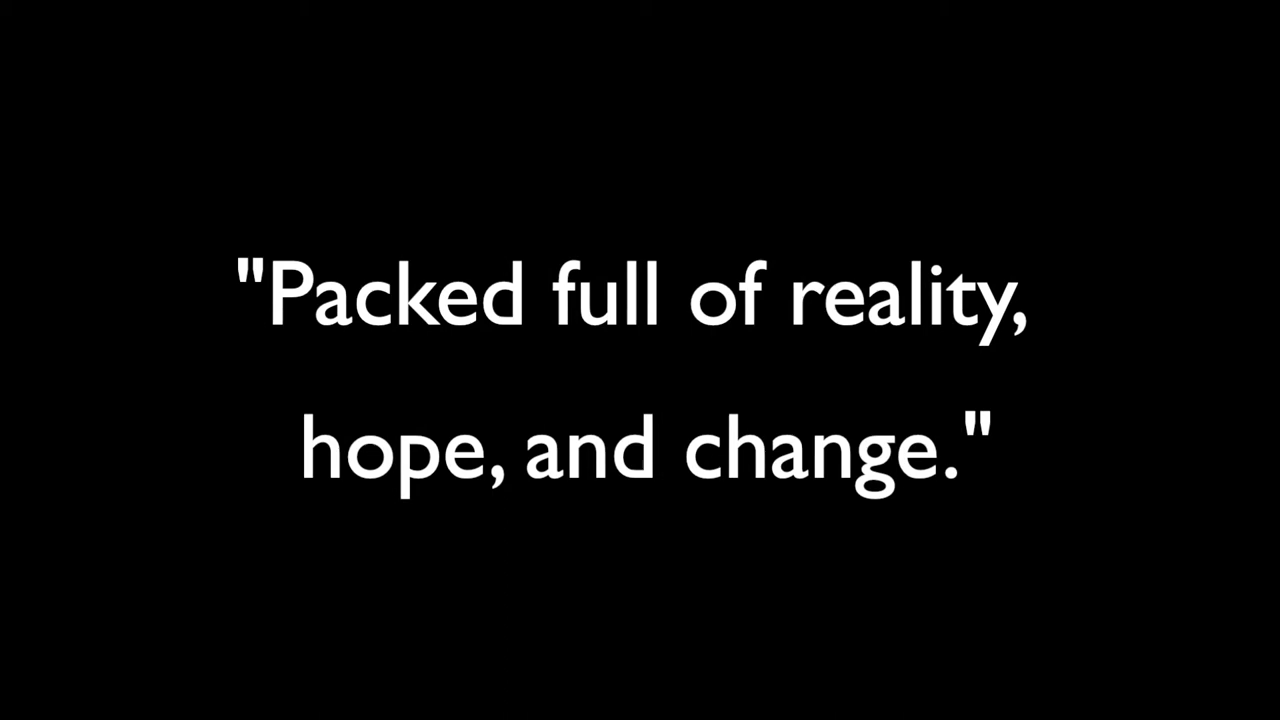 "Packed full of reality,
hope, and change."